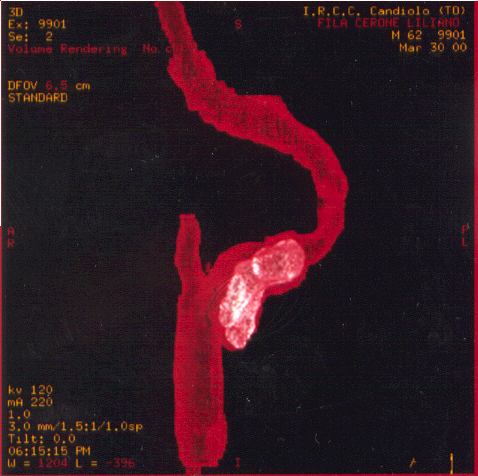 3D
Ex: 9901
Se: 2
Volume Rendering No cut
DFOV 6.5 cm
STANDARD
I.R.C.C. Candiolo (TO)
FILA CERONE LILIANO
M 62 9901
Mar 30 00
S
A
R
P
L
kv 120
mA 220
1.0
3.0 mm/1.5:1/1.0sp
Tilt: 0.0
06:15:15 PM
W = 1204 L = -396
I